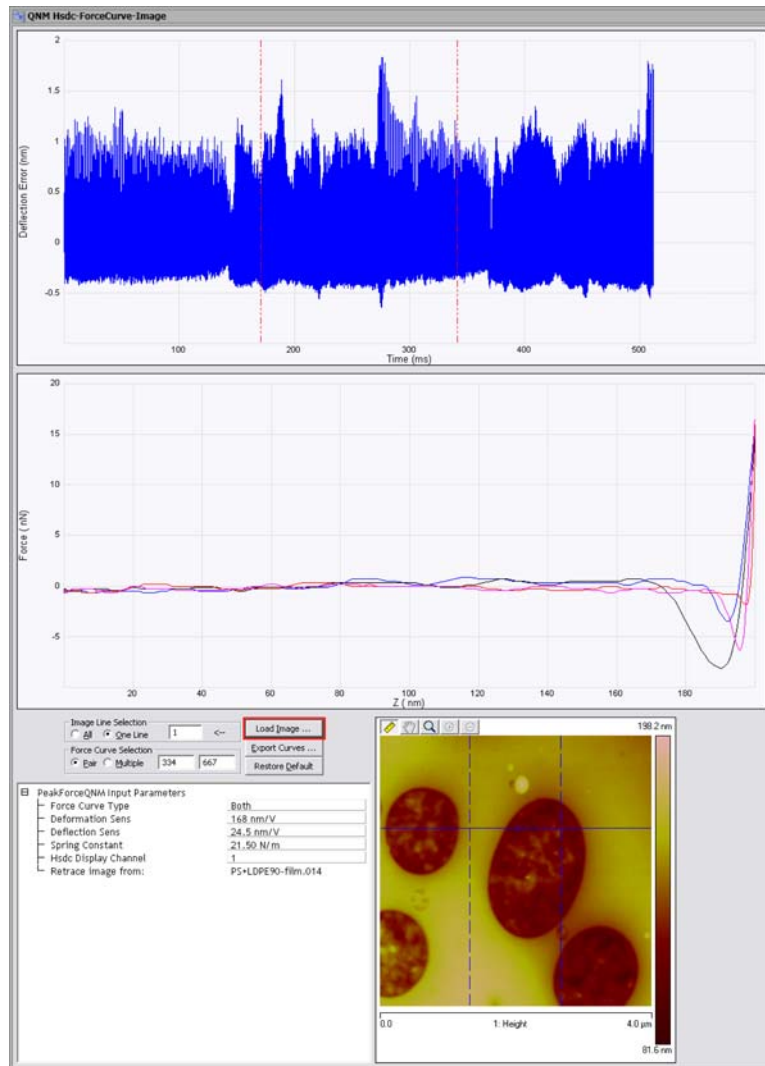 QNM Hsdc-ForceCurve-Image
2
1.5
1
0.5
0
-0.5
Deflection Error (nm)
100 200 300 400 500
Time (ms)
20
15
10
5
0
-5
Force ( nN)
20 40 60 80 100 120 140 160 180
Z ( nm)
Image Line Selection
All One Line 1 <--
Load Image ...
Force Curve Selection
Pair Multiple 334 667
Export Curves ...
Restore Default
PeakForceQNM Input Parameters
Force Curve Type Both
Deformation Sens 168 nm/V
Deflection Sens 24.5 nm/V
Spring Constant 21.50 N/m
Hsdc Display Channel 1
Retrace image from: PS+LDPE90-film.014
198.2 nm
0.0 1: Height 4.0 µm
81.6 nm